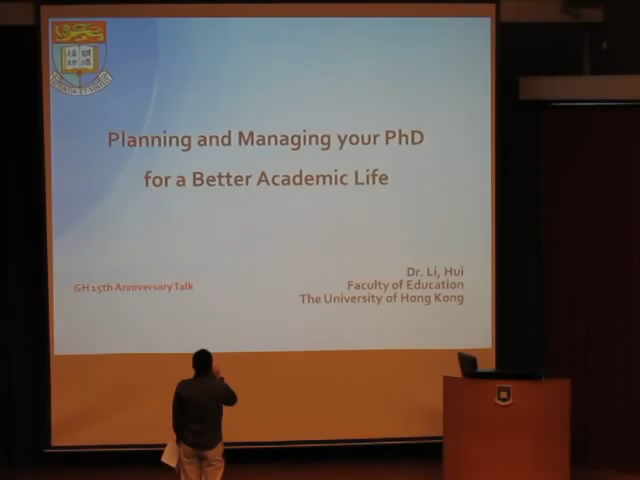 Planning and Managing your PhD
for a Better Academic Life
Dr. Li, Hui
GH 15th Anniversary Talk
Faculty of Education
The University of Hong Kong